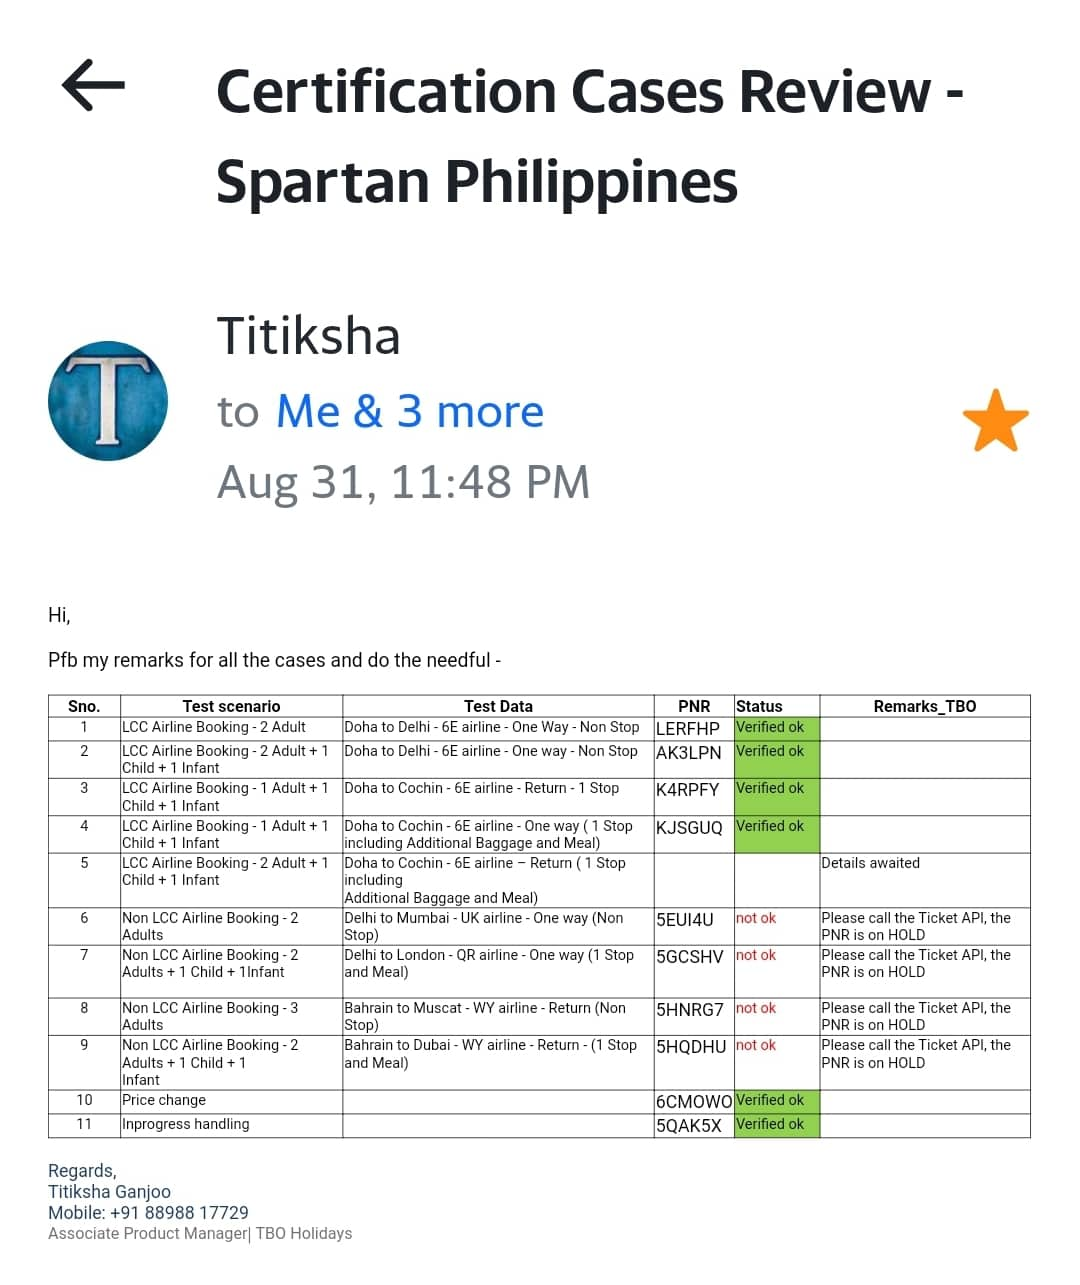 Certification Cases Review -
Spartan Philippines
T
Titiksha
to Me & 3 more
Aug 31, 11:48 PM
Hi,
Pfb my remarks for all the cases and do the needful -
Sno. Test scenario Test Data PNR Status Remarks_TBO
1 LCC Airline Booking - 2 Adult Doha to Delhi - 6E airline - One Way - Non Stop LERFHP Verified ok
2 LCC Airline Booking - 2 Adult + 1 Doha to Delhi - 6E airline - One way - Non Stop AK3LPN Verified ok
Child + 1 Infant
3 LCC Airline Booking - 1 Adult + 1 Doha to Cochin - 6E airline - Return - 1 Stop K4RPFY Verified ok
Child + 1 Infant
4 LCC Airline Booking - 1 Adult + 1 Doha to Cochin - 6E airline - One way ( 1 Stop KJSGUQ Verified ok
Child + 1 Infant including Additional Baggage and Meal)
5 LCC Airline Booking - 2 Adult + 1 Doha to Cochin - 6E airline – Return ( 1 Stop Details awaited
Child + 1 Infant including
Additional Baggage and Meal)
6 Non LCC Airline Booking - 2 Delhi to Mumbai - UK airline - One way (Non 5EUI4U not ok Please call the Ticket API, the
Adults Stop) PNR is on HOLD
7 Non LCC Airline Booking - 2 Delhi to London - QR airline - One way (1 Stop 5GCSHV not ok Please call the Ticket API, the
Adults + 1 Child + 1Infant and Meal) PNR is on HOLD
8 Non LCC Airline Booking - 3 Bahrain to Muscat - WY airline - Return (Non 5HNRG7 not ok Please call the Ticket API, the
Adults Stop) PNR is on HOLD
9 Non LCC Airline Booking - 2 Bahrain to Dubai - WY airline - Return - (1 Stop 5HQDHU not ok Please call the Ticket API, the
Adults + 1 Child + 1 and Meal) PNR is on HOLD
Infant
10 Price change 6CMOWO Verified ok
11 Inprogress handling 5QAK5X Verified ok
Regards,
Titiksha Ganjoo
Mobile: +91 88988 17729
Associate Product Manager| TBO Holidays